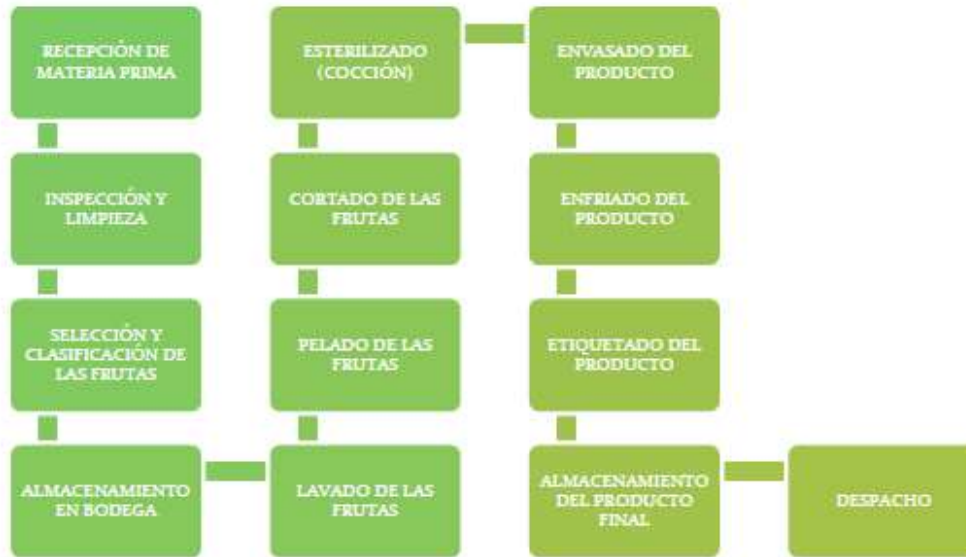 RECEPCIÓN DE
MATERIA PRIMA
INSPECCIÓN Y
LIMPIEZA
SELECCIÓN Y
CLASIFICACIÓN DE
LAS FRUTAS
ALMACENAMIENTO
EN BODEGA
LAVADO DE LAS
FRUTAS
PELADO DE LAS
FRUTAS
CORTADO DE LAS
FRUTAS
ESTERILIZADO
(COCCIÓN)
ENVASADO DEL
PRODUCTO
ENFRIADO DEL
PRODUCTO
ETIQUETADO DEL
PRODUCTO
ALMACENAMIENTO
DEL PRODUCTO
FINAL
DESPACHO